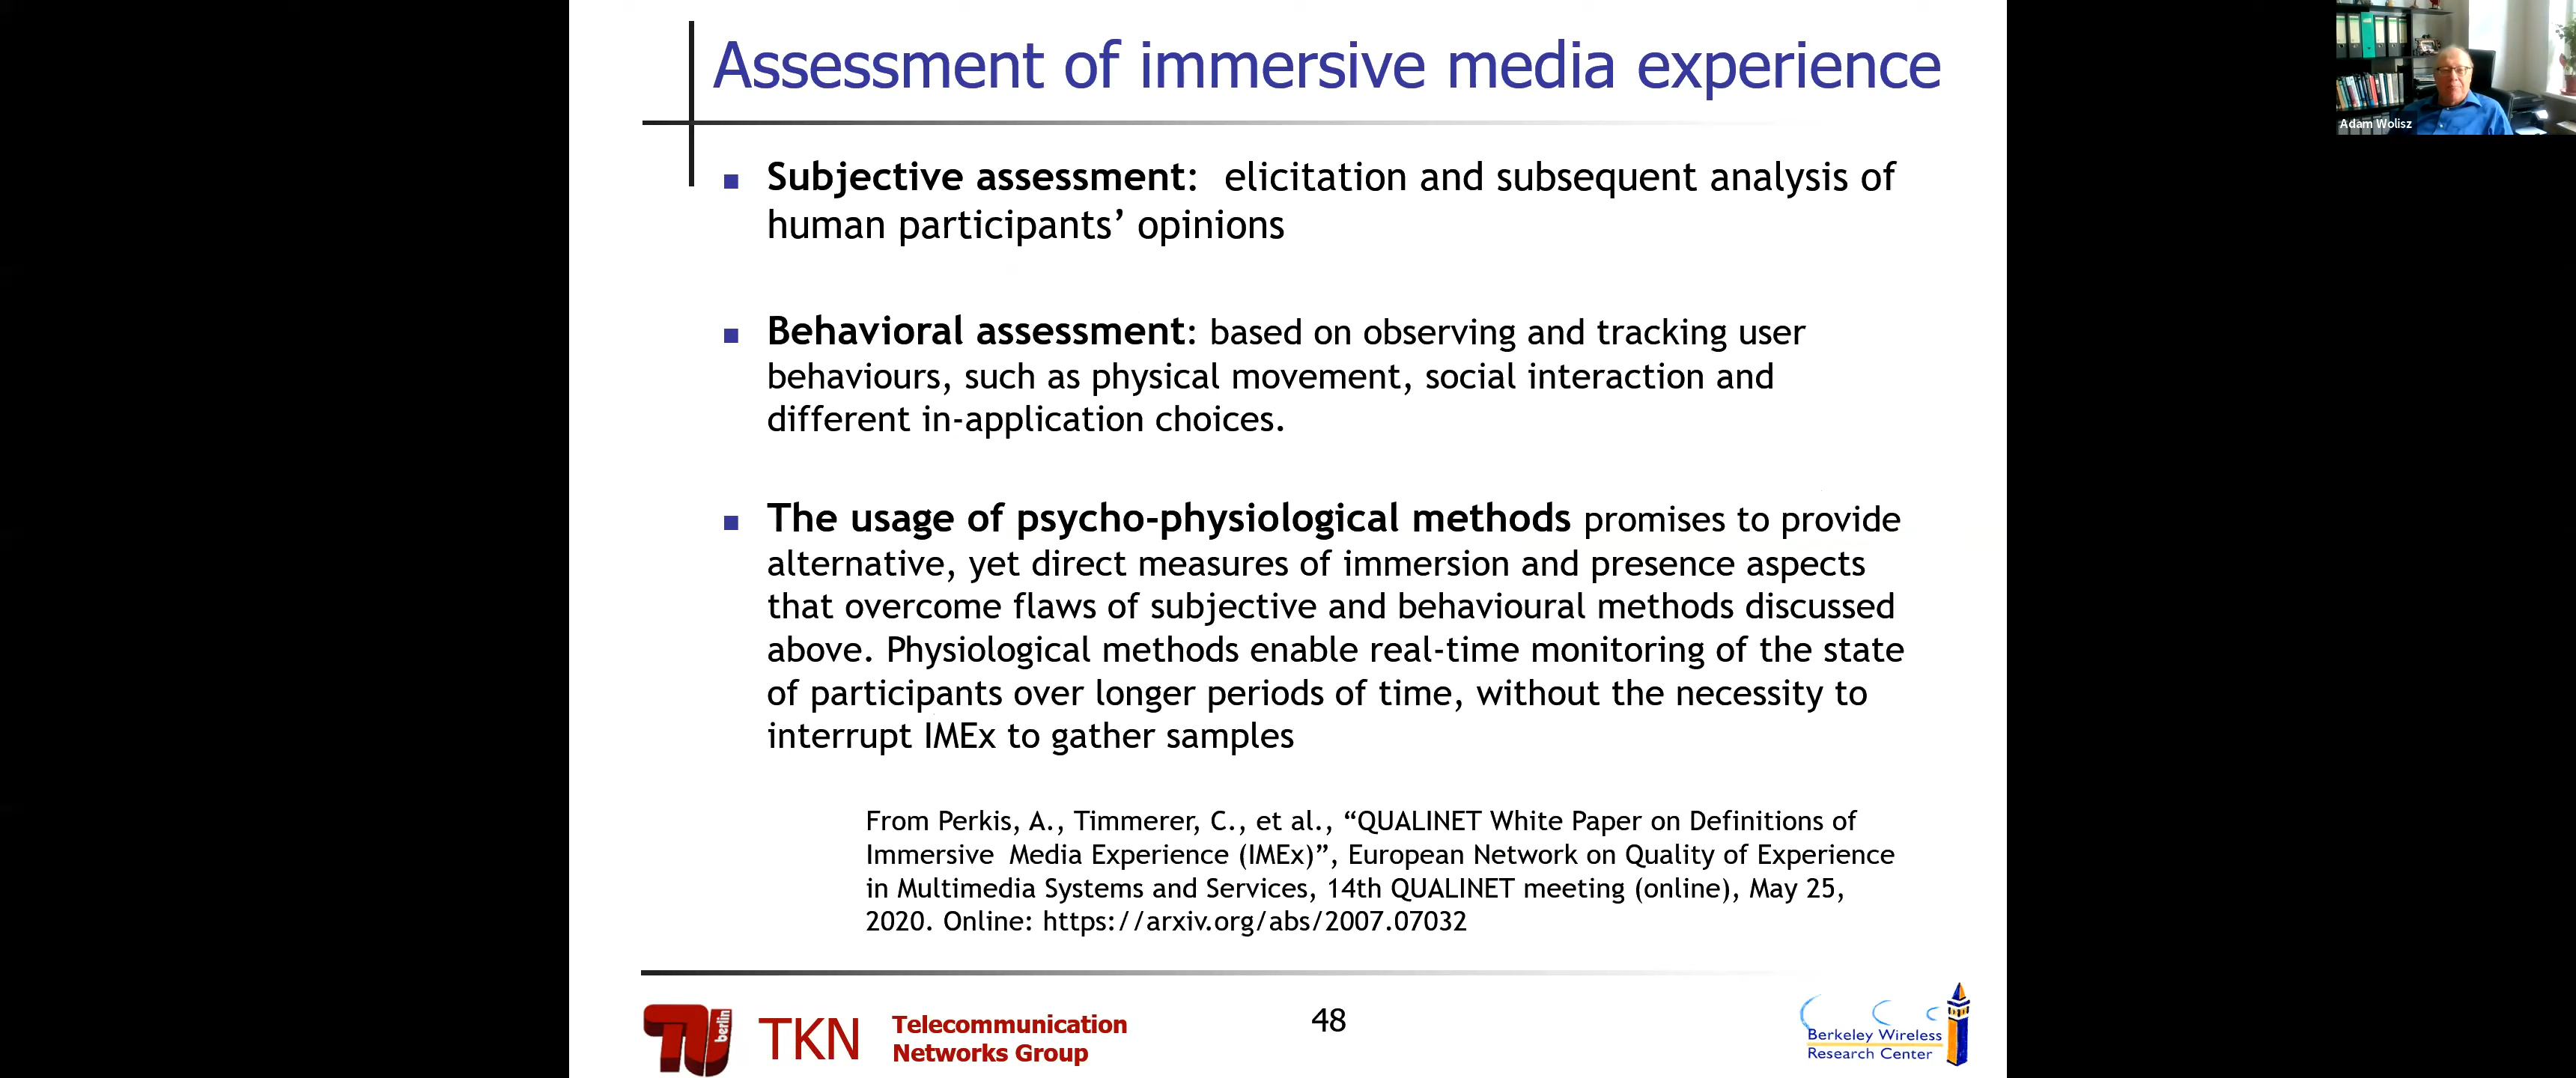 Assessment of immersive media experience
Adam Wolisz
Subjective assessment: elicitation and subsequent analysis of
human participants’ opinions
Behavioral assessment: based on observing and tracking user
behaviours, such as physical movement, social interaction and
different in-application choices.
The usage of psycho-physiological methods promises to provide
alternative, yet direct measures of immersion and presence aspects
that overcome flaws of subjective and behavioural methods discussed
above. Physiological methods enable real-time monitoring of the state
of participants over longer periods of time, without the necessity to
interrupt IMEx to gather samples
From Perkis, A., Timmerer, C., et al., “QUALINET White Paper on Definitions of
Immersive Media Experience (IMEx)”, European Network on Quality of Experience
in Multimedia Systems and Services, 14th QUALINET meeting (online), May 25,
2020. Online: https://arxiv.org/abs/2007.07032
TU berlin
TKN
Telecommunication
Networks Group
48
Berkeley Wireless
Research Center